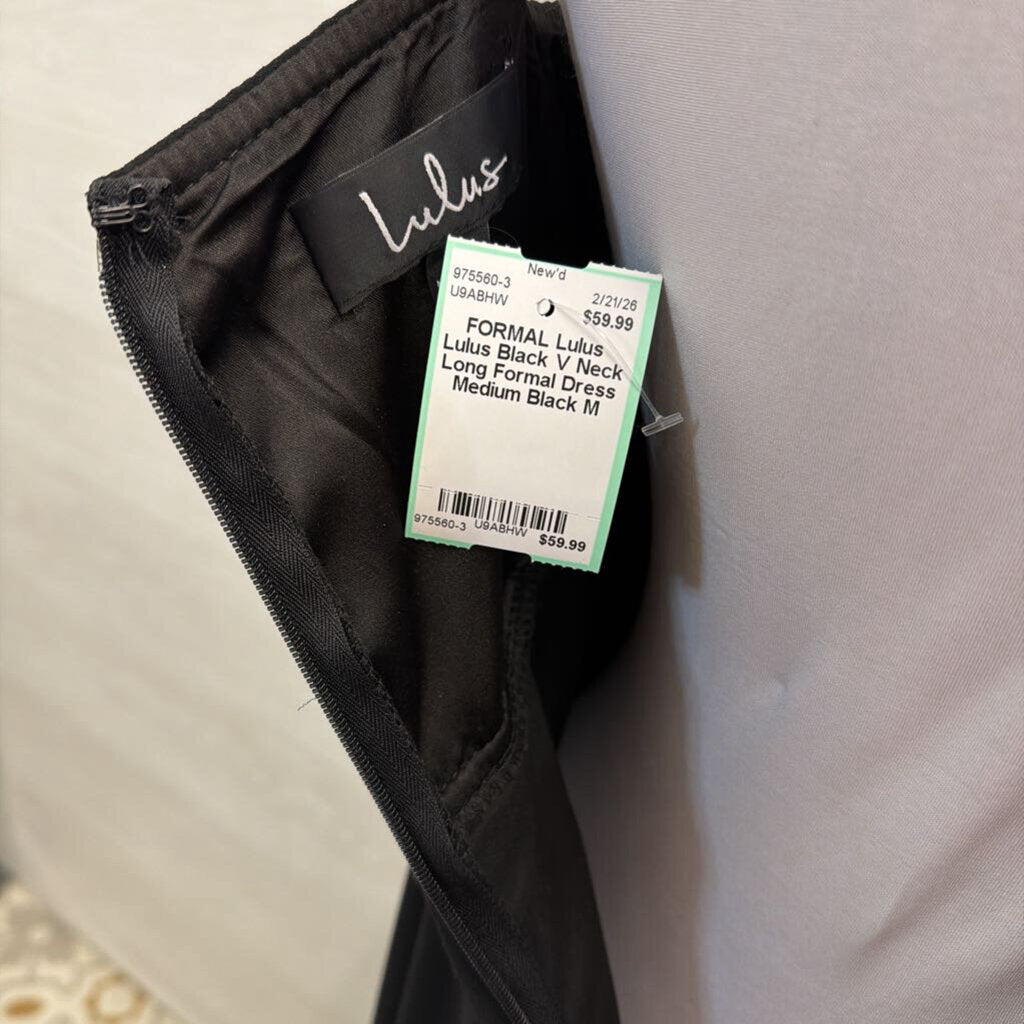 Lulus
New'd
975560-3
U9ABHW
2/21/26
$59.99
FORMAL Lulus
Lulus Black V Neck
Long Formal Dress
Medium Black M
975560-3 U9ABHW $59.99